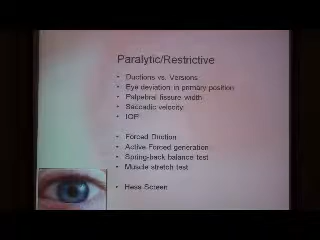 Paralytic/Restrictive
• Ductions vs. Versions
• Eye deviation in primary position
• Palpebral fissure width
• Saccadic velocity
• IOP
• Forced Duction
• Active Forced generation
• Spring-back balance test
• Muscle stretch test
• Hess Screen